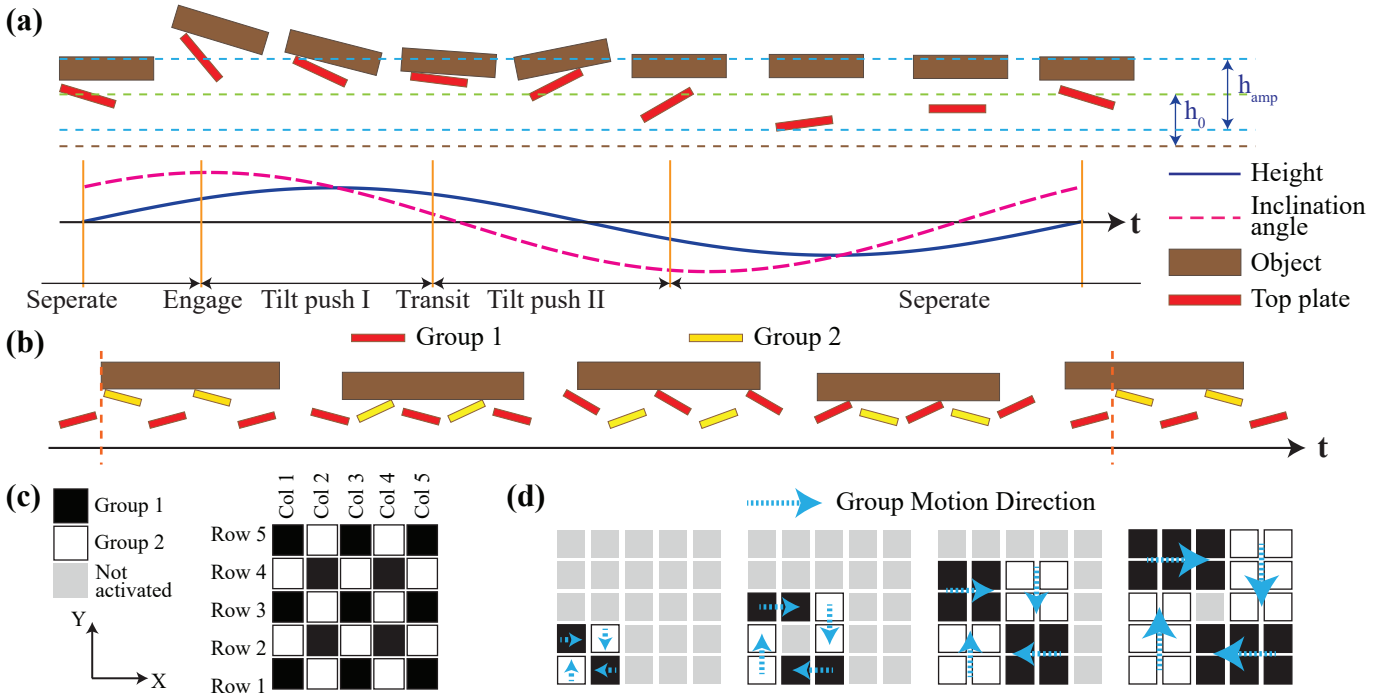 (a)
h_amp
h_0
Height
t
Inclination
angle
Object
Seperate Engage Tilt push I Transit Tilt push II Seperate
Top plate
(b)
Group 1
Group 2
t
(c)
Group 1
Group 2
Not
activated
Y
X
Col 1
Col 2
Col 3
Col 4
Col 5
Row 5
Row 4
Row 3
Row 2
Row 1
(d)
Group Motion Direction